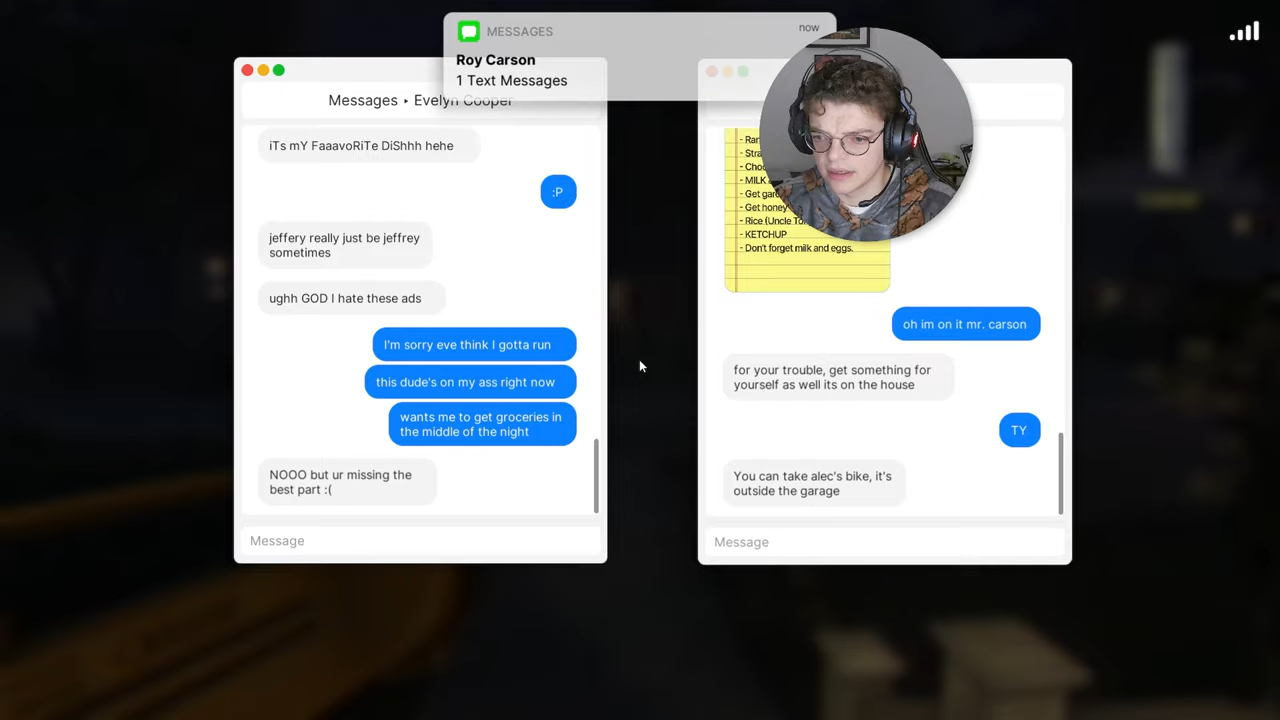 MESSAGES
now
Roy Carson
1 Text Messages
Messages ‣ Evelyn Cooper
iTs mY FaaavoRiTe DiShhh hehe
:P
jeffery really just be jeffrey
sometimes
ughh GOD I hate these ads
I'm sorry eve think I gotta run
this dude's on my ass right now
wants me to get groceries in
the middle of the night
NOOO but ur missing the
best part :(
Message
- MILK
- Get
- Get honey
- Rice (Uncle
- KETCHUP
- Don't forget milk and eggs.
oh im on it mr. carson
for your trouble, get something for
yourself as well its on the house
TY
You can take alec's bike, it's
outside the garage
Message